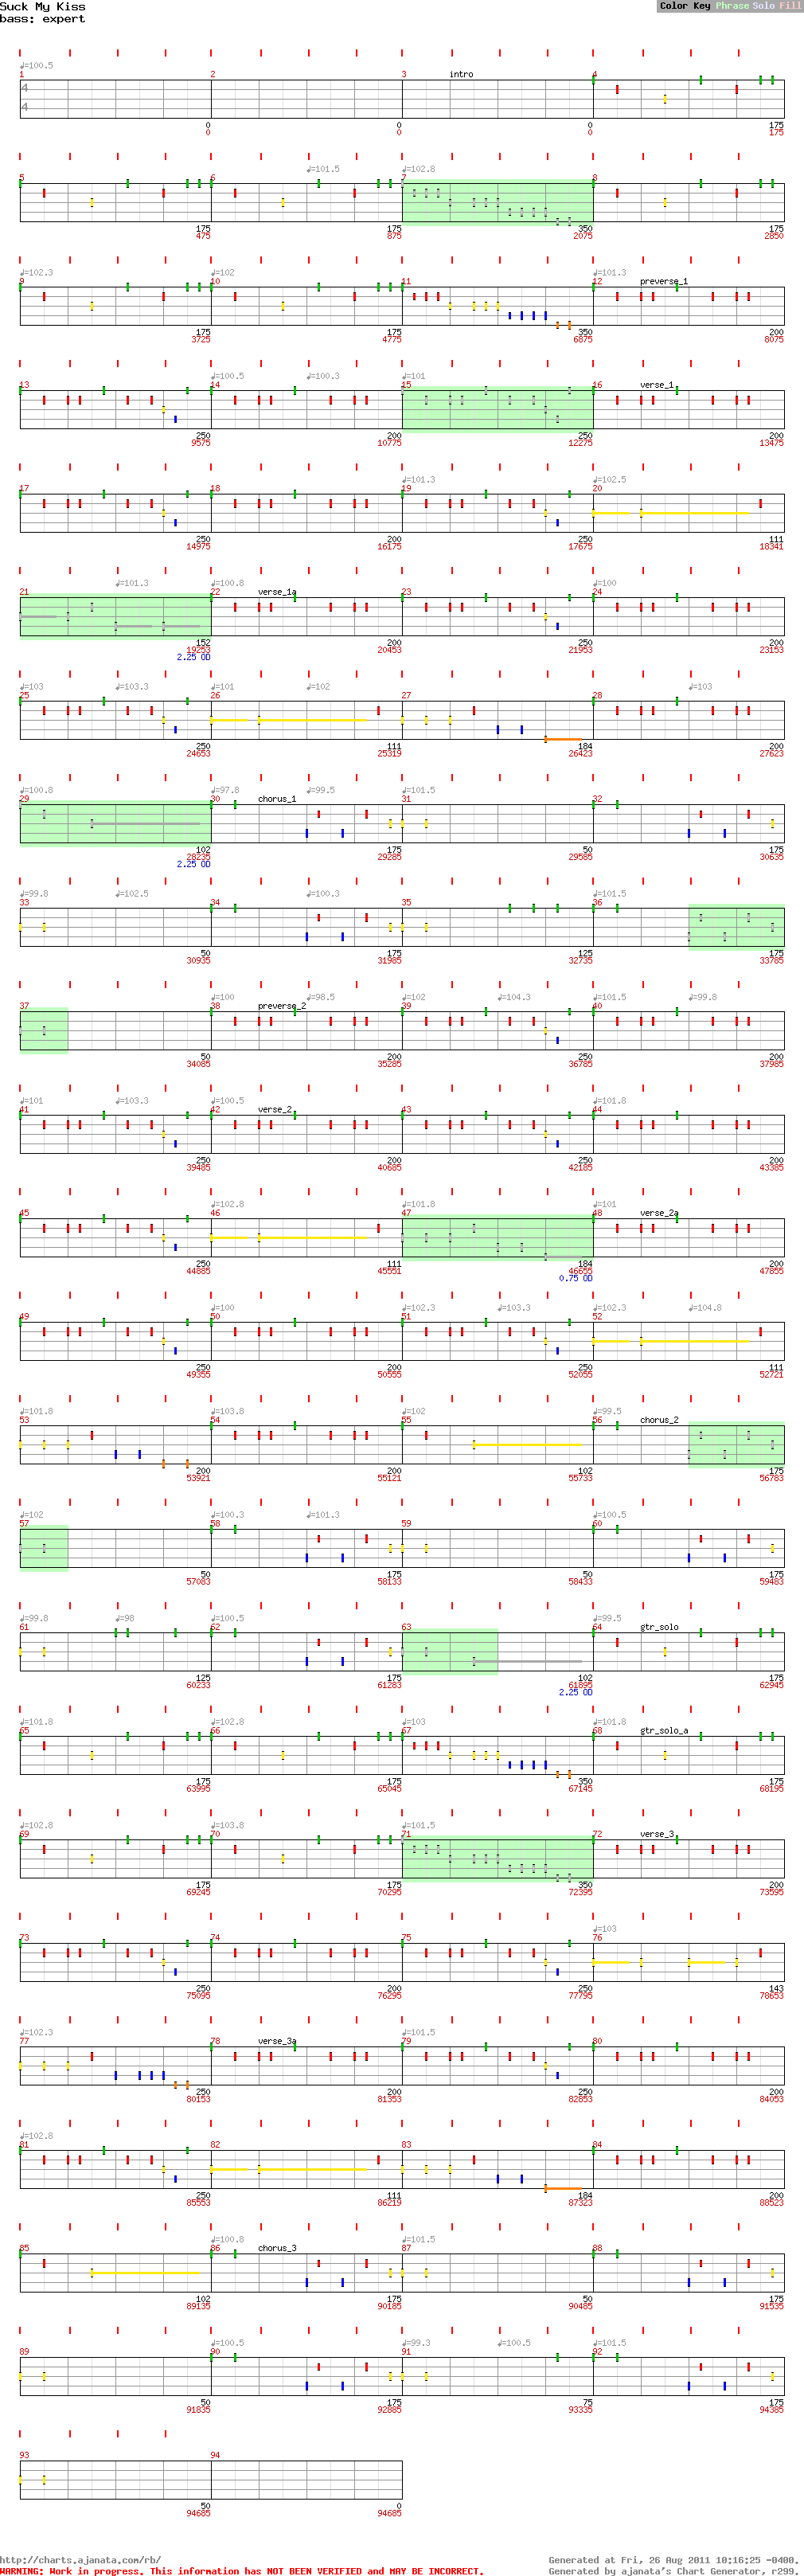 Suck My Kiss
bass: expert
Color Key Phrase Solo Fill
♩=100.5
1 2 3 intro 4
4
4
0 0 0 175
0 0 0 175
♩=101.5 ♩=102.8
5 6 7 8
175 175 350 175
475 875 2075 2850
♩=102.3 ♩=102 ♩=101.3
9 10 11 12 preverse_1
175 175 350 200
3725 4775 6875 8075
♩=100.5 ♩=100.3 ♩=101
13 14 15 16 verse_1
250 200 250 200
9575 10775 12275 13475
♩=101.3 ♩=102.5
17 18 19 20
250 200 250 111
14975 16175 17675 18341
♩=101.3 ♩=100.8 ♩=100
21 22 verse_1a 23 24
152 200 250 200
19253 20453 21953 23153
2.25 OD
♩=103 ♩=103.3 ♩=101 ♩=102 ♩=103
25 26 27 28
250 111 184 200
24653 25319 26423 27623
♩=100.8 ♩=97.8 ♩=99.5 ♩=101.5
29 30 chorus_1 31 32
102 175 50 175
28235 29285 29585 30635
2.25 OD
♩=99.8 ♩=102.5 ♩=100.3 ♩=101.5
33 34 35 36
50 175 125 175
30935 31985 32735 33785
♩=100 ♩=98.5 ♩=102 ♩=104.3 ♩=101.5 ♩=99.8
37 38 preverse_2 39 40
50 200 250 200
34085 35285 36785 37985
♩=101 ♩=103.3 ♩=100.5 ♩=101.8
41 42 verse_2 43 44
250 200 250 200
39485 40685 42185 43385
♩=102.8 ♩=101.8 ♩=101
45 46 47 48 verse_2a
250 111 184 200
44885 45551 46655 47855
0.75 OD
♩=100 ♩=102.3 ♩=103.3 ♩=102.3 ♩=104.8
49 50 51 52
250 200 250 111
49355 50555 52055 52721
♩=101.8 ♩=103.8 ♩=102 ♩=99.5
53 54 55 56 chorus_2
200 200 102 175
53921 55121 55733 56783
♩=102 ♩=100.3 ♩=101.3 ♩=100.5
57 58 59 60
50 175 50 175
57083 58133 58433 59483
♩=99.8 ♩=98 ♩=100.5 ♩=99.5
61 62 63 64 gtr_solo
125 175 102 175
60233 61283 61895 62945
2.25 OD
♩=101.8 ♩=102.8 ♩=103 ♩=101.8
65 66 67 68 gtr_solo_a
175 175 350 175
63995 65045 67145 68195
♩=102.8 ♩=103.8 ♩=101.5
69 70 71 72 verse_3
175 175 350 200
69245 70295 72395 73595
♩=103
73 74 75 76
250 200 250 143
75095 76295 77795 78653
♩=102.3 ♩=101.5
77 78 verse_3a 79 80
250 200 250 200
80153 81353 82853 84053
♩=102.8
81 82 83 84
250 111 184 200
85553 86219 87323 88523
♩=100.8 ♩=101.5
85 86 chorus_3 87 88
102 175 50 175
89135 90185 90485 91535
♩=100.5 ♩=99.3 ♩=100.5 ♩=101.5
89 90 91 92
50 175 75 175
91835 92885 93335 94385
93 94
50 0
94685 94685
http://charts.ajanata.com/rb/
Generated at Fri, 26 Aug 2011 10:16:25 -0400.
WARNING: Work in progress. This information has NOT BEEN VERIFIED and MAY BE INCORRECT.
Generated by ajanata's Chart Generator, r299.